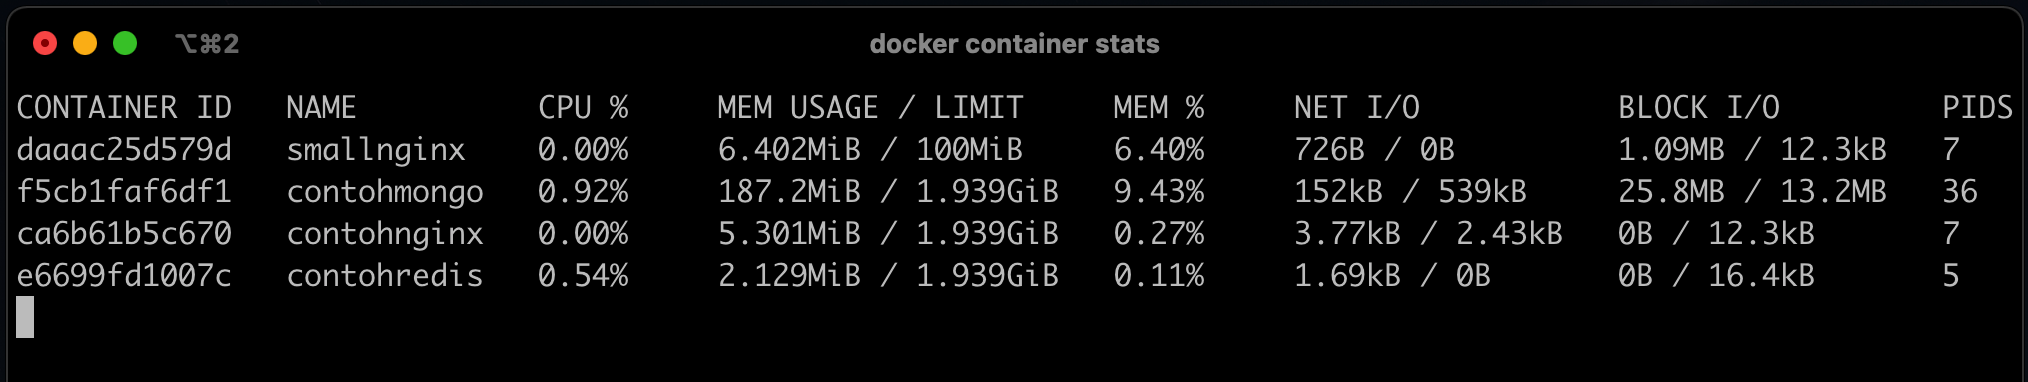 ⌥⌘2 docker container stats
CONTAINER ID NAME CPU % MEM USAGE / LIMIT MEM % NET I/O BLOCK I/O PIDS
daaac25d579d smallnginx 0.00% 6.402MiB / 100MiB 6.40% 726B / 0B 1.09MB / 12.3kB 7
f5cb1faf6df1 contohmongo 0.92% 187.2MiB / 1.939GiB 9.43% 152kB / 539kB 25.8MB / 13.2MB 36
ca6b61b5c670 contohnginx 0.00% 5.301MiB / 1.939GiB 0.27% 3.77kB / 2.43kB 0B / 12.3kB 7
e6699fd1007c contohredis 0.54% 2.129MiB / 1.939GiB 0.11% 1.69kB / 0B 0B / 16.4kB 5